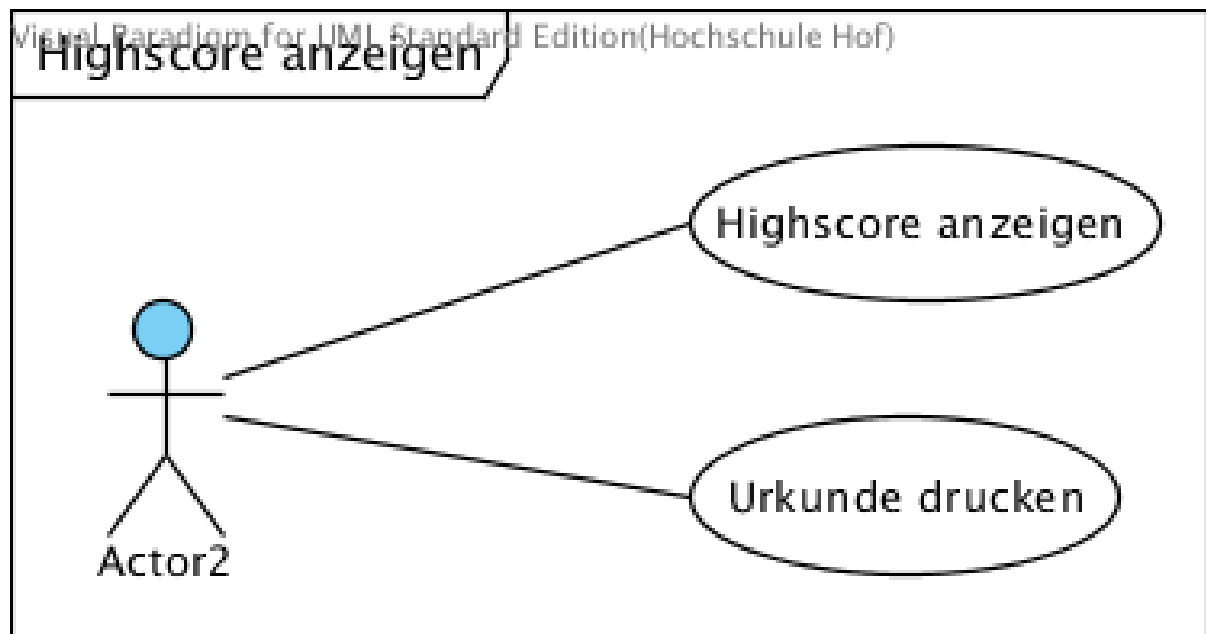 Visual Paradigm for UML Standard Edition(Hochschule Hof)
Highscore anzeigen
Highscore anzeigen
Urkunde drucken
Actor2